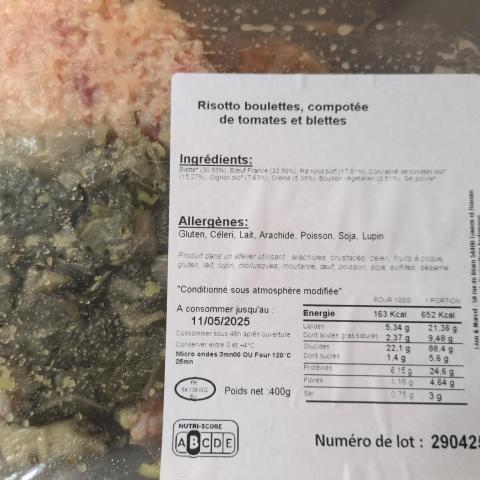 Risotto boulettes, compotée
de tomates et blettes
Ingrédients:
Blette* (30.53%), Bœuf France (22.90%), Riz rond bio* (17.81%), Concassé de tomates bio*
(15.27%), Oignon bio* (7.63%), Crème (5.09%), Bouillon végétarien (0.51%), Sel poivre*
Allergènes:
Gluten, Céleri, Lait, Arachide, Poisson, Soja, Lupin
Produit dans un atelier utilisant : arachides, crustacés, céleri, fruits à coque,
gluten, lait, lupin, mollusques, moutarde, œuf, poisson, soja, sulfites, sésame
"Conditionné sous atmosphère modifiée"
A consommer jusqu'au :
11/05/2025
Consommer sous 48h après ouverture
Conserver entre 0 et +4°C
Micro ondes 3mn00 OU Four 120°C
25mn
POUR 100G 1 PORTION
Energie 163 Kcal 652 Kcal
Lipides 5,34 g 21,36 g
Dont acides gras saturés 2,37 g 9,48 g
Glucides 22,1 g 88,4 g
Dont sucres 1,4 g 5,6 g
Protéines 6,15 g 24,6 g
Fibres 1,16 g 4,64 g
Sel 0,75 g 3 g
FR
54.138.002
Poids net :400g
NUTRI-SCORE
A B C D E
Numéro de lot : 290425